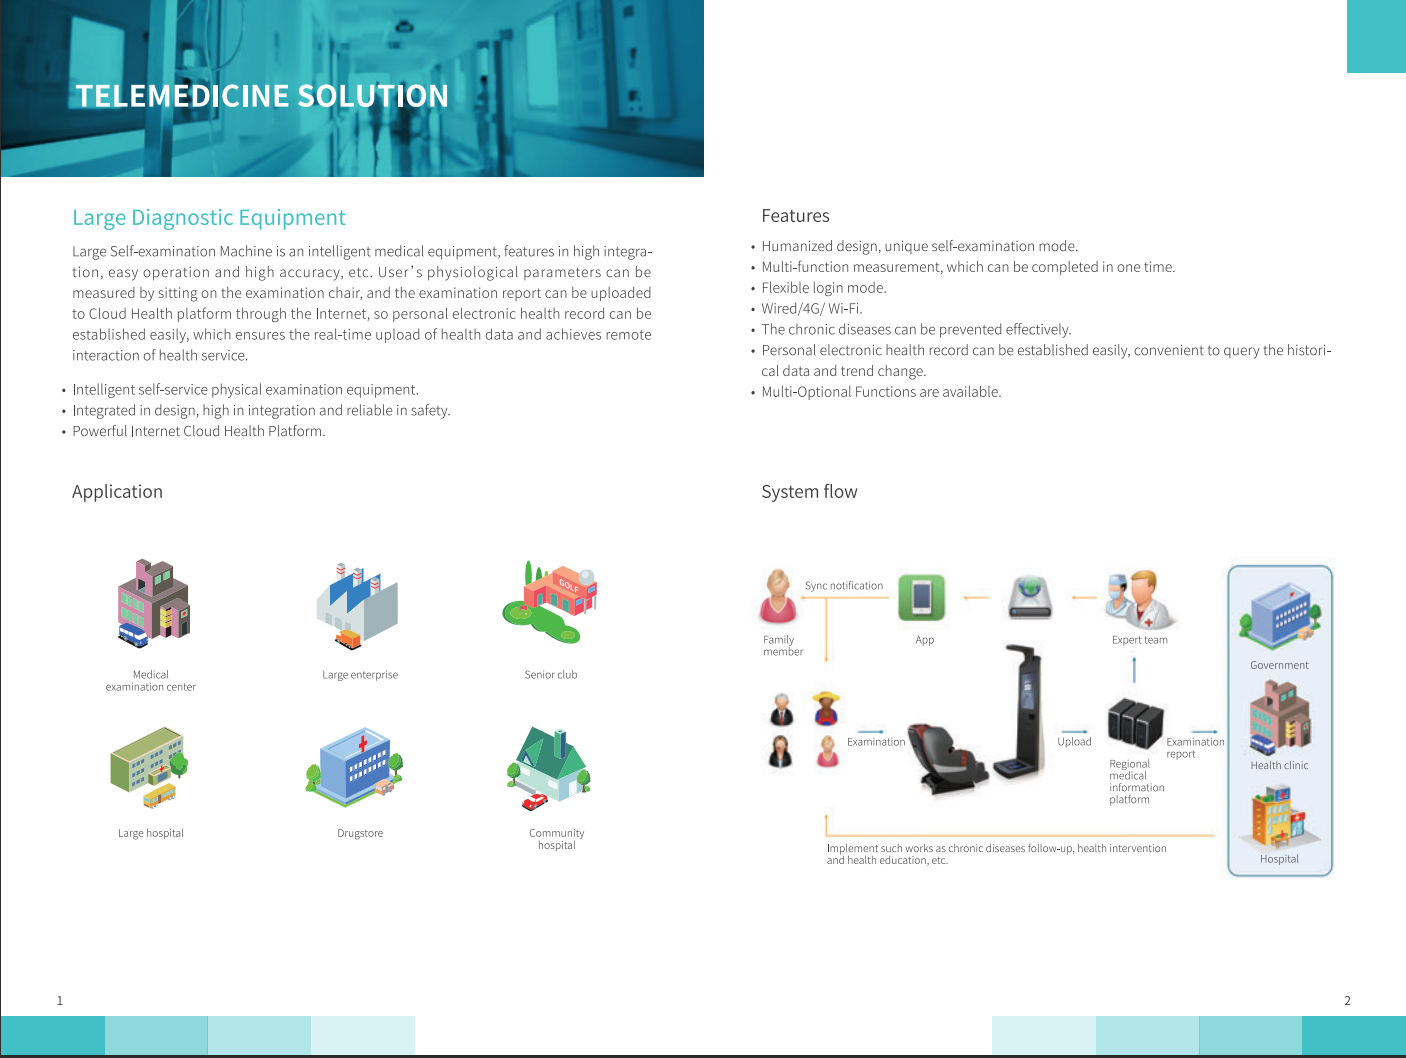 TELEMEDICINE SOLUTION
Large Diagnostic Equipment
Large Self-examination Machine is an intelligent medical equipment, features in high integra-
tion, easy operation and high accuracy, etc. User's physiological parameters can be
measured by sitting on the examination chair, and the examination report can be uploaded
to Cloud Health platform through the Internet, so personal electronic health record can be
established easily, which ensures the real-time upload of health data and achieves remote
interaction of health service.
• Intelligent self-service physical examination equipment.
• Integrated in design, high in integration and reliable in safety.
• Powerful Internet Cloud Health Platform.
Application
GOLF
Medical
examination center
Large enterprise
Senior club
Large hospital
Drugstore
Community
hospital
1
Features
• Humanized design, unique self-examination mode.
• Multi-function measurement, which can be completed in one time.
• Flexible login mode.
• Wired/4G/ Wi-Fi.
• The chronic diseases can be prevented effectively.
• Personal electronic health record can be established easily, convenient to query the histori-
cal data and trend change.
• Multi-Optional Functions are available.
System flow
Sync notification
Family
member
App
Expert team
Government
Examination
Upload
Regional
medical
information
platform
Examination
report
Health clinic
Implement such works as chronic diseases follow-up, health intervention
and health education, etc.
Hospital
2